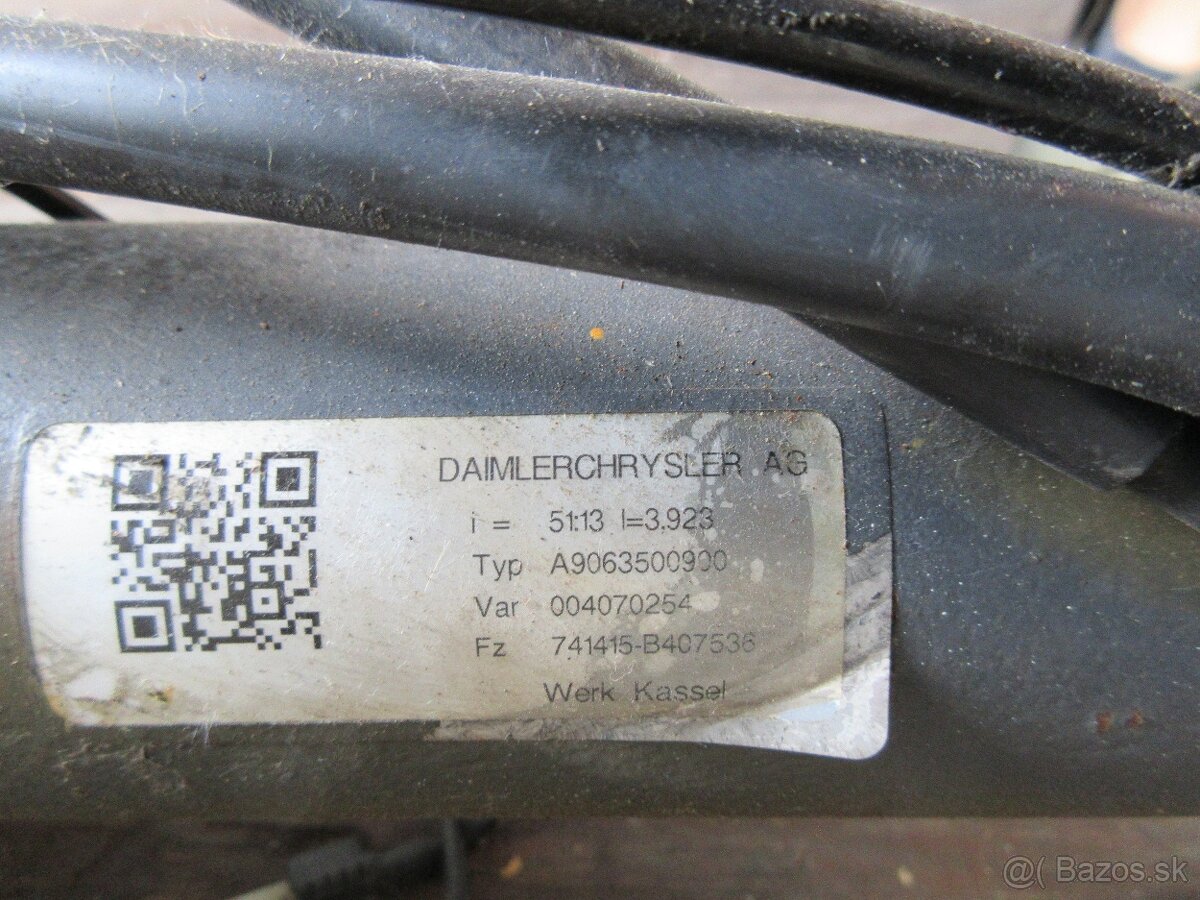 DAIMLERCHRYSLER AG
i = 51:13 I=3.923
Typ A9063500900
Var 004070254
Fz 741415-B407536
Werk Kassel
@( Bazos.sk